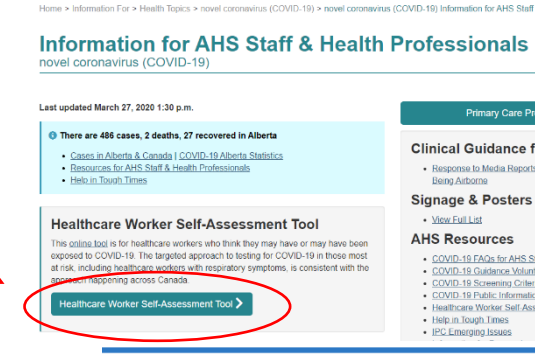 Home > Information For > Health Topics > novel coronavirus (COVID-19) > novel coronavirus (COVID-19) Information for AHS Staff
Information for AHS Staff & Health Professionals
novel coronavirus (COVID-19)
Last updated March 27, 2020 1:30 p.m.
There are 486 cases, 2 deaths, 27 recovered in Alberta
Cases in Alberta & Canada | COVID-19 Alberta Statistics
Resources for AHS Staff & Health Professionals
Help in Tough Times
Healthcare Worker Self-Assessment Tool
This online tool is for healthcare workers who think they may have or may have been
exposed to COVID-19. The targeted approach to testing for COVID-19 in those most
at risk, including healthcare workers with respiratory symptoms, is consistent with the
approach happening across Canada.
Healthcare Worker Self-Assessment Tool
Primary Care
Clinical Guidance
Response to Media Reports
Being Airborne
Signage & Posters
View Full List
AHS Resources
COVID-19 FAQs for AHS
COVID-19 Guidance
COVID-19 Screening
COVID-19 Public
Healthcare Worker
Help in Tough Times
IPC Emerging Issues